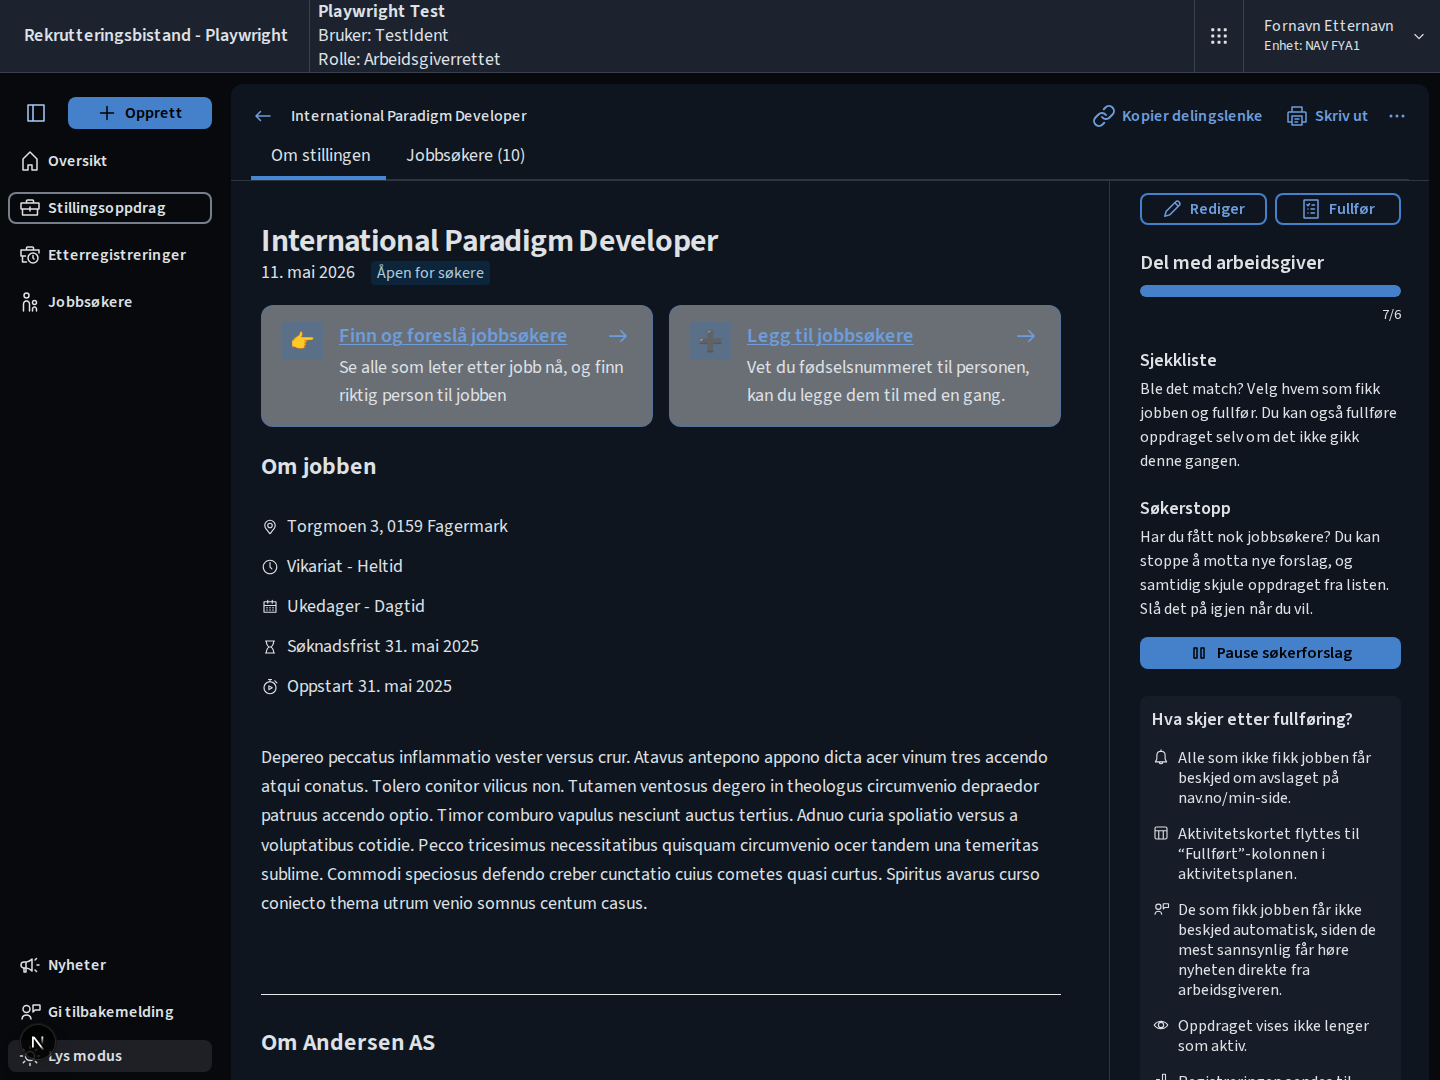 Rekrutteringsbistand - Playwright
Playwright Test
Bruker: TestIdent
Rolle: Arbeidsgiverrettet
Fornavn Etternavn
Enhet: NAV FYA1
Opprett
Oversikt
Stillingsoppdrag
Etterregistreringer
Jobbsøkere
Nyheter
Gi tilbakemelding
N
Lys modus
International Paradigm Developer
Kopier delingslenke
Skriv ut
Om stillingen
Jobbsøkere (10)
International Paradigm Developer
11. mai 2026
Åpen for søkere
Finn og foreslå jobbsøkere
Se alle som leter etter jobb nå, og finn
riktig person til jobben
Legg til jobbsøkere
Vet du fødselsnummeret til personen,
kan du legge dem til med en gang.
Om jobben
Torgmoen 3, 0159 Fagermark
Vikariat - Heltid
Ukedager - Dagtid
Søknadsfrist 31. mai 2025
Oppstart 31. mai 2025
Depereo peccatus inflammatio vester versus crur. Atavus antepono appono dicta acer vinum tres accendo
atqui conatus. Tolero conitor vilicus non. Tutamen ventosus degero in theologus circumvenio depraedor
patruus accendo optio. Timor comburo vapulus nesciunt auctus tertius. Adnuo curia spoliatio versus a
voluptatibus cotidie. Pecco tricesimus necessitatibus quisquam circumvenio ocer tandem una temeritas
sublime. Commodi speciosus defendo creber cunctatio cuius cometes quasi curtus. Spiritus avarus curso
coniecto thema utrum venio somnus centum casus.
Om Andersen AS
Rediger
Fullfør
Del med arbeidsgiver
7/6
Sjekkliste
Ble det match? Velg hvem som fikk
jobben og fullfør. Du kan også fullføre
oppdraget selv om det ikke gikk
denne gangen.
Søkerstopp
Har du fått nok jobbsøkere? Du kan
stoppe å motta nye forslag, og
samtidig skjule oppdraget fra listen.
Slå det på igjen når du vil.
Pause søkerforslag
Hva skjer etter fullføring?
Alle som ikke fikk jobben får
beskjed om avslaget på
nav.no/min-side.
Aktivitetskortet flyttes til
“Fullført”-kolonnen i
aktivitetsplanen.
De som fikk jobben får ikke
beskjed automatisk, siden de
mest sannsynlig får høre
nyheten direkte fra
arbeidsgiveren.
Oppdraget vises ikke lenger
som aktiv.
Registreringen sendes til